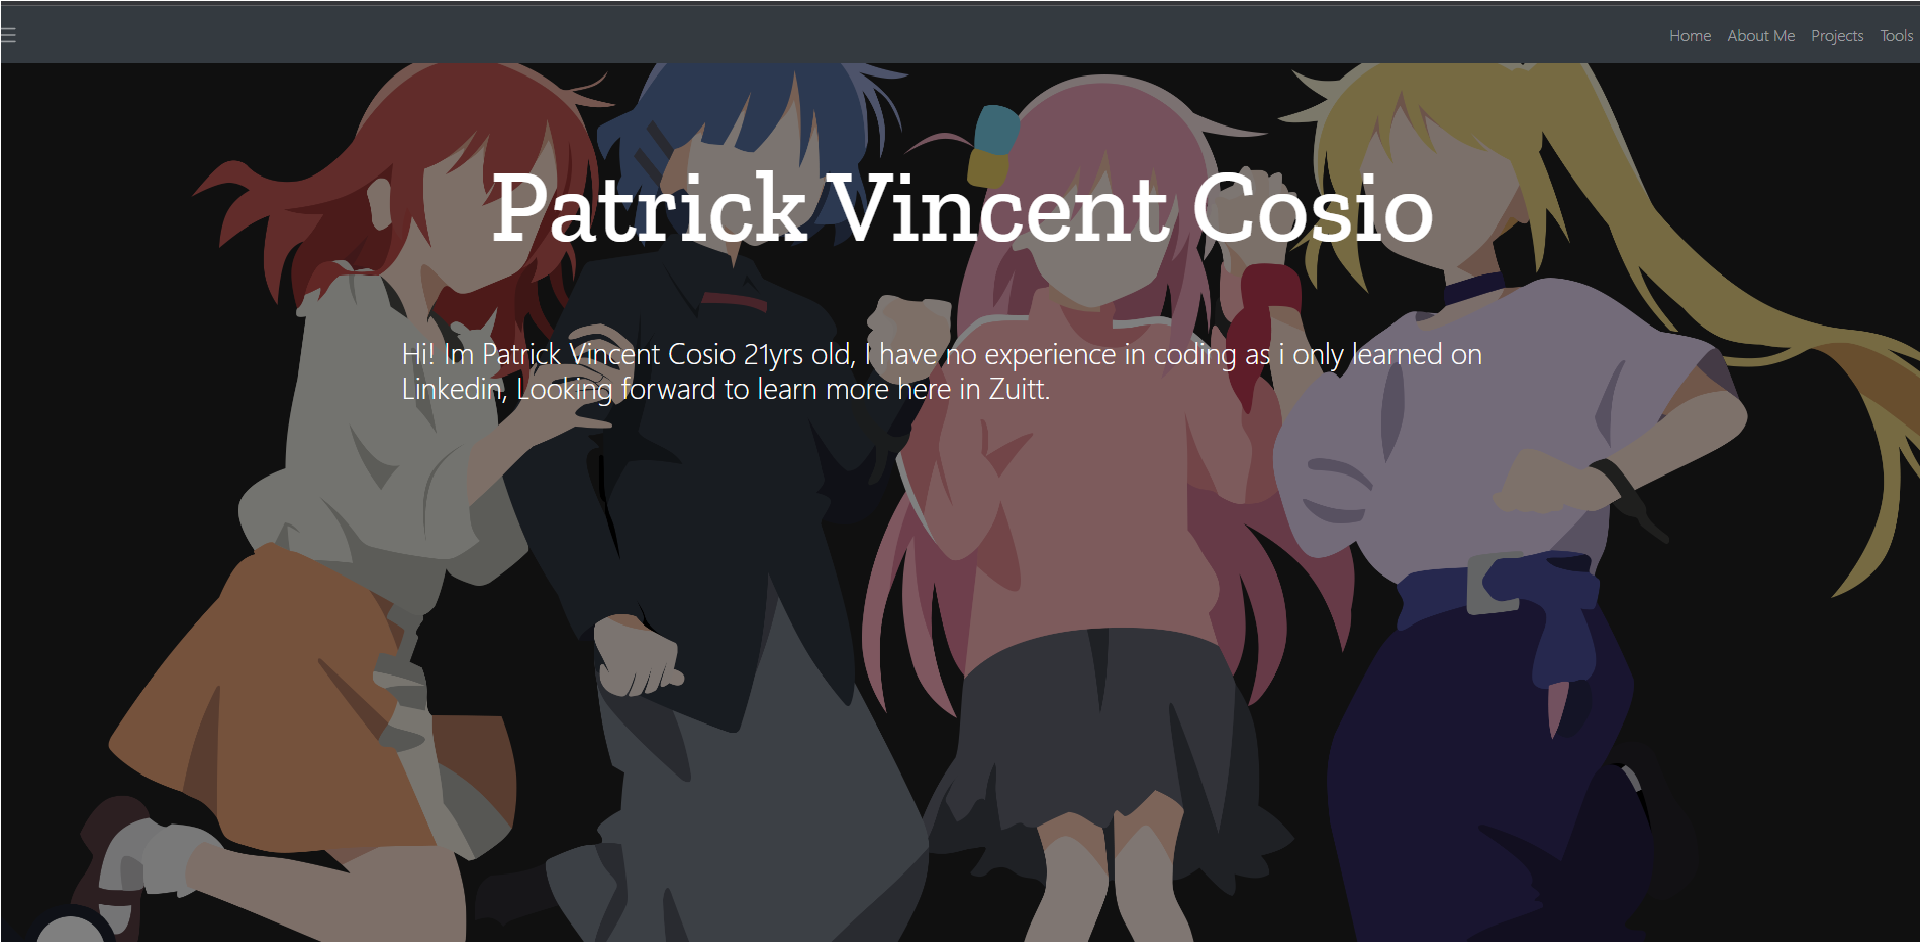 Home About Me Projects Tools
Patrick Vincent Cosio
Hi! Im Patrick Vincent Cosio 21yrs old, I have no experience in coding as i only learned on
Linkedin, Looking forward to learn more here in Zuitt.